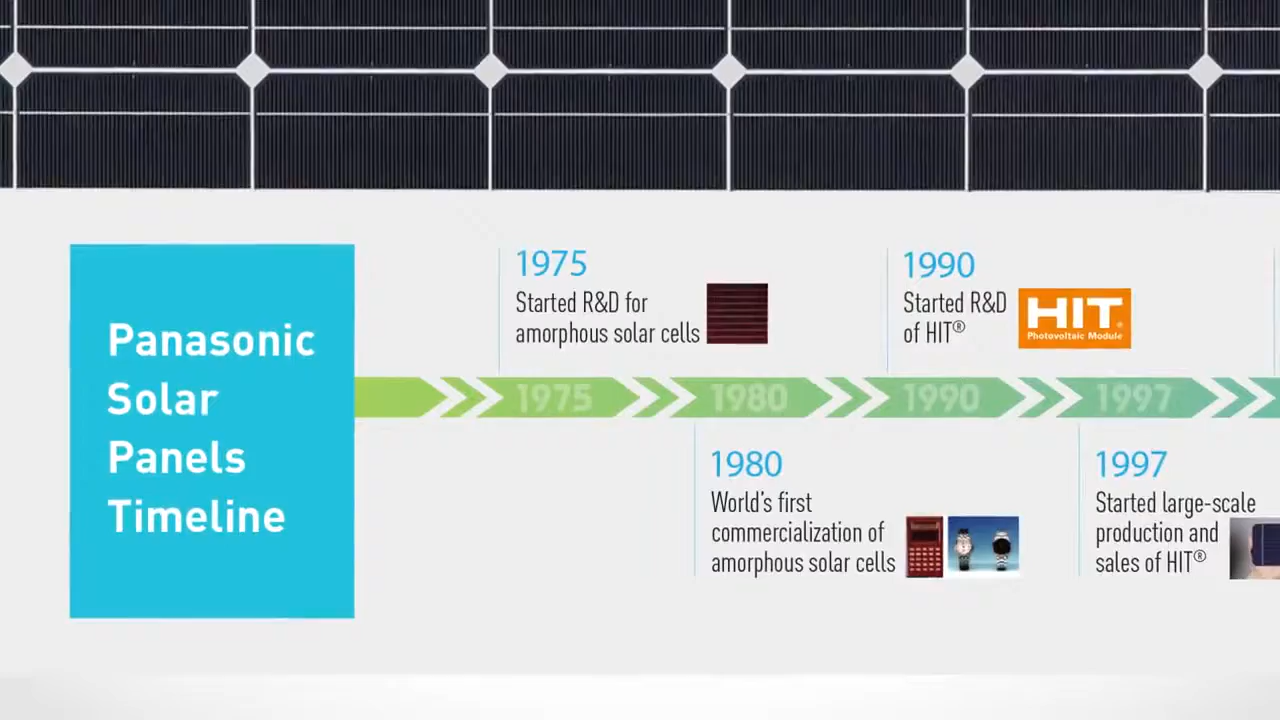 Panasonic
Solar
Panels
Timeline
1975
Started R&D for
amorphous solar cells
1990
Started R&D
of HIT®
HIT®
Photovoltaic Module
1975
1980
1990
1997
1980
World's first
commercialization of
amorphous solar cells
1997
Started large-scale
production and
sales of HIT®